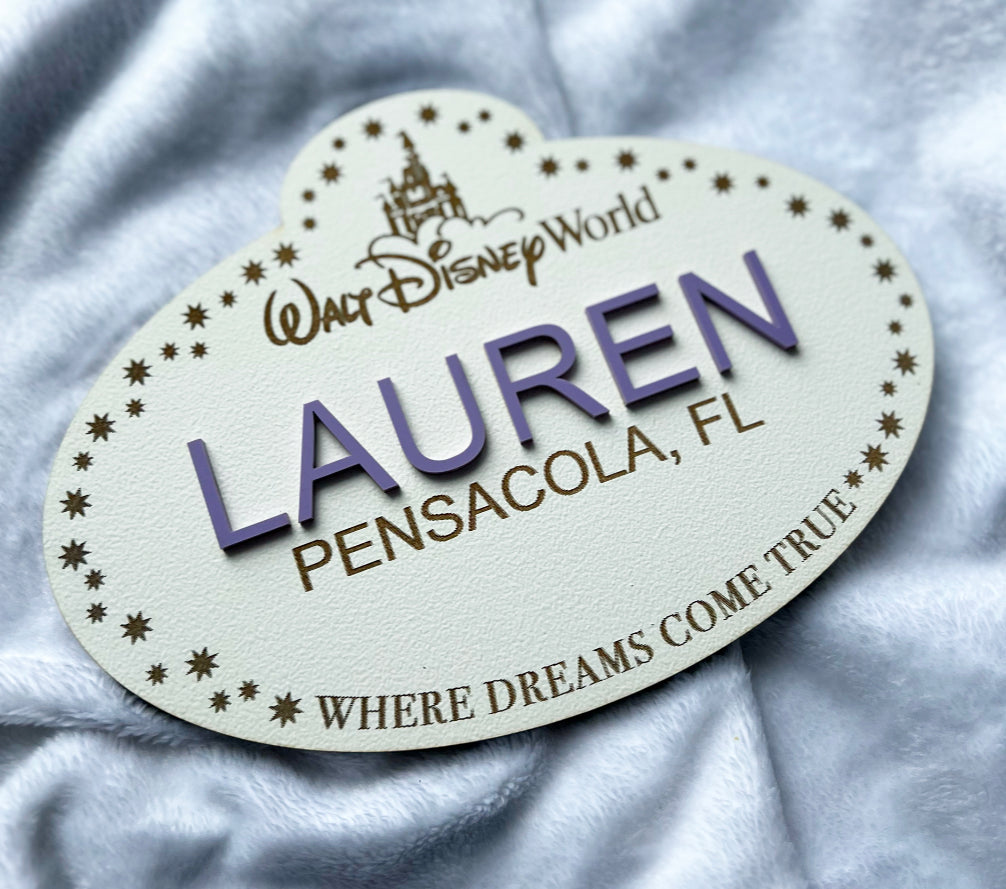 WALT DISNEY World
LAUREN
PENSACOLA, FL
WHERE DREAMS COME TRUE